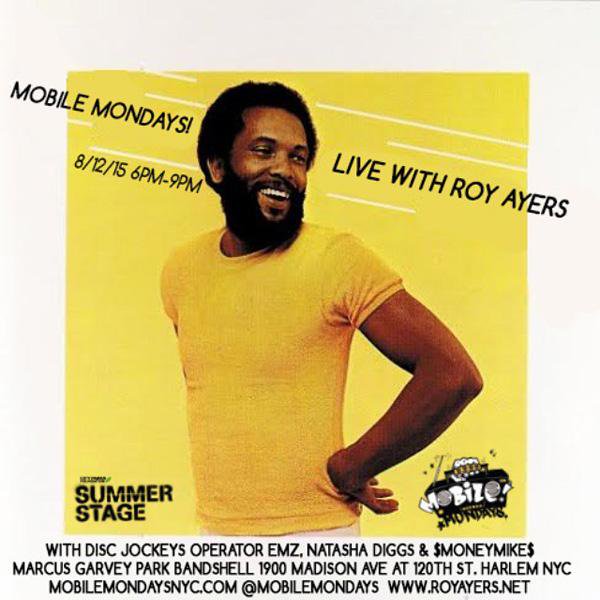 MOBILE MONDAYS!
8/12/15 6PM-9PM
LIVE WITH ROY AYERS
SUMMER
STAGE
MOBILE!
MONDAYS
WITH DISC JOCKEYS OPERATOR EMZ, NATASHA DIGGS & $MONEYMIKE$
MARCUS GARVEY PARK BANDSHELL 1900 MADISON AVE AT 120TH ST. HARLEM NYC
MOBILEMONDAYSNYC.COM @MOBILEMONDAYS WWW.ROYAYERS.NET